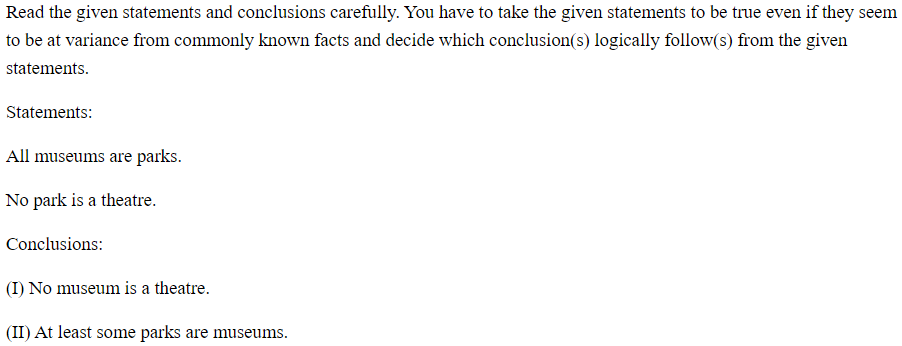 Read the given statements and conclusions carefully. You have to take the given statements to be true even if they seem
to be at variance from commonly known facts and decide which conclusion(s) logically follow(s) from the given
statements.
Statements:
All museums are parks.
No park is a theatre.
Conclusions:
(I) No museum is a theatre.
(II) At least some parks are museums.